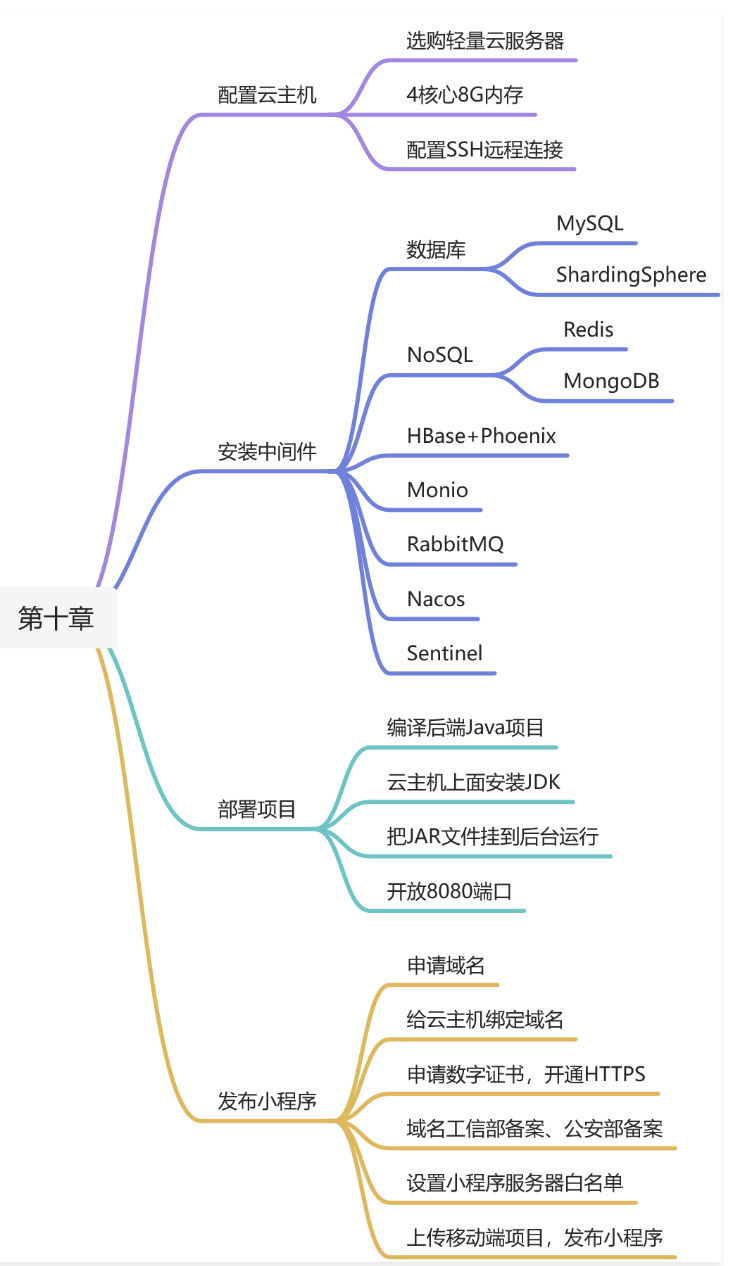 第十章
配置云主机
选购轻量云服务器
4核心8G内存
配置SSH远程连接
安装中间件
数据库
MySQL
ShardingSphere
NoSQL
Redis
MongoDB
HBase+Phoenix
Monio
RabbitMQ
Nacos
Sentinel
部署项目
编译后端Java项目
云主机上面安装JDK
把JAR文件挂到后台运行
开放8080端口
发布小程序
申请域名
给云主机绑定域名
申请数字证书，开通HTTPS
域名工信部备案、公安部备案
设置小程序服务器白名单
上传移动端项目，发布小程序